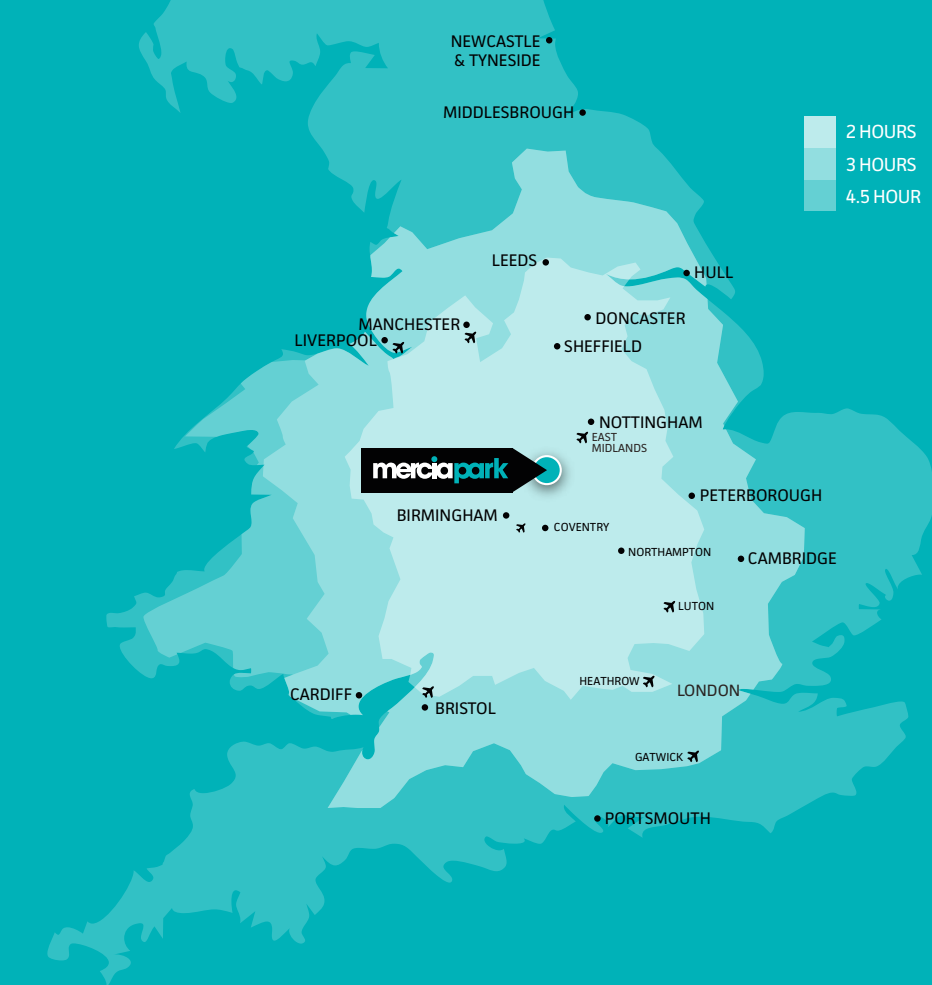 NEWCASTLE
& TYNESIDE
MIDDLESBROUGH
2 HOURS
3 HOURS
4.5 HOUR
LEEDS
HULL
MANCHESTER
DONCASTER
LIVERPOOL
SHEFFIELD
NOTTINGHAM
EAST
MIDLANDS
merciapark
PETERBOROUGH
BIRMINGHAM
COVENTRY
NORTHAMPTON
CAMBRIDGE
LUTON
HEATHROW
LONDON
CARDIFF
BRISTOL
GATWICK
PORTSMOUTH